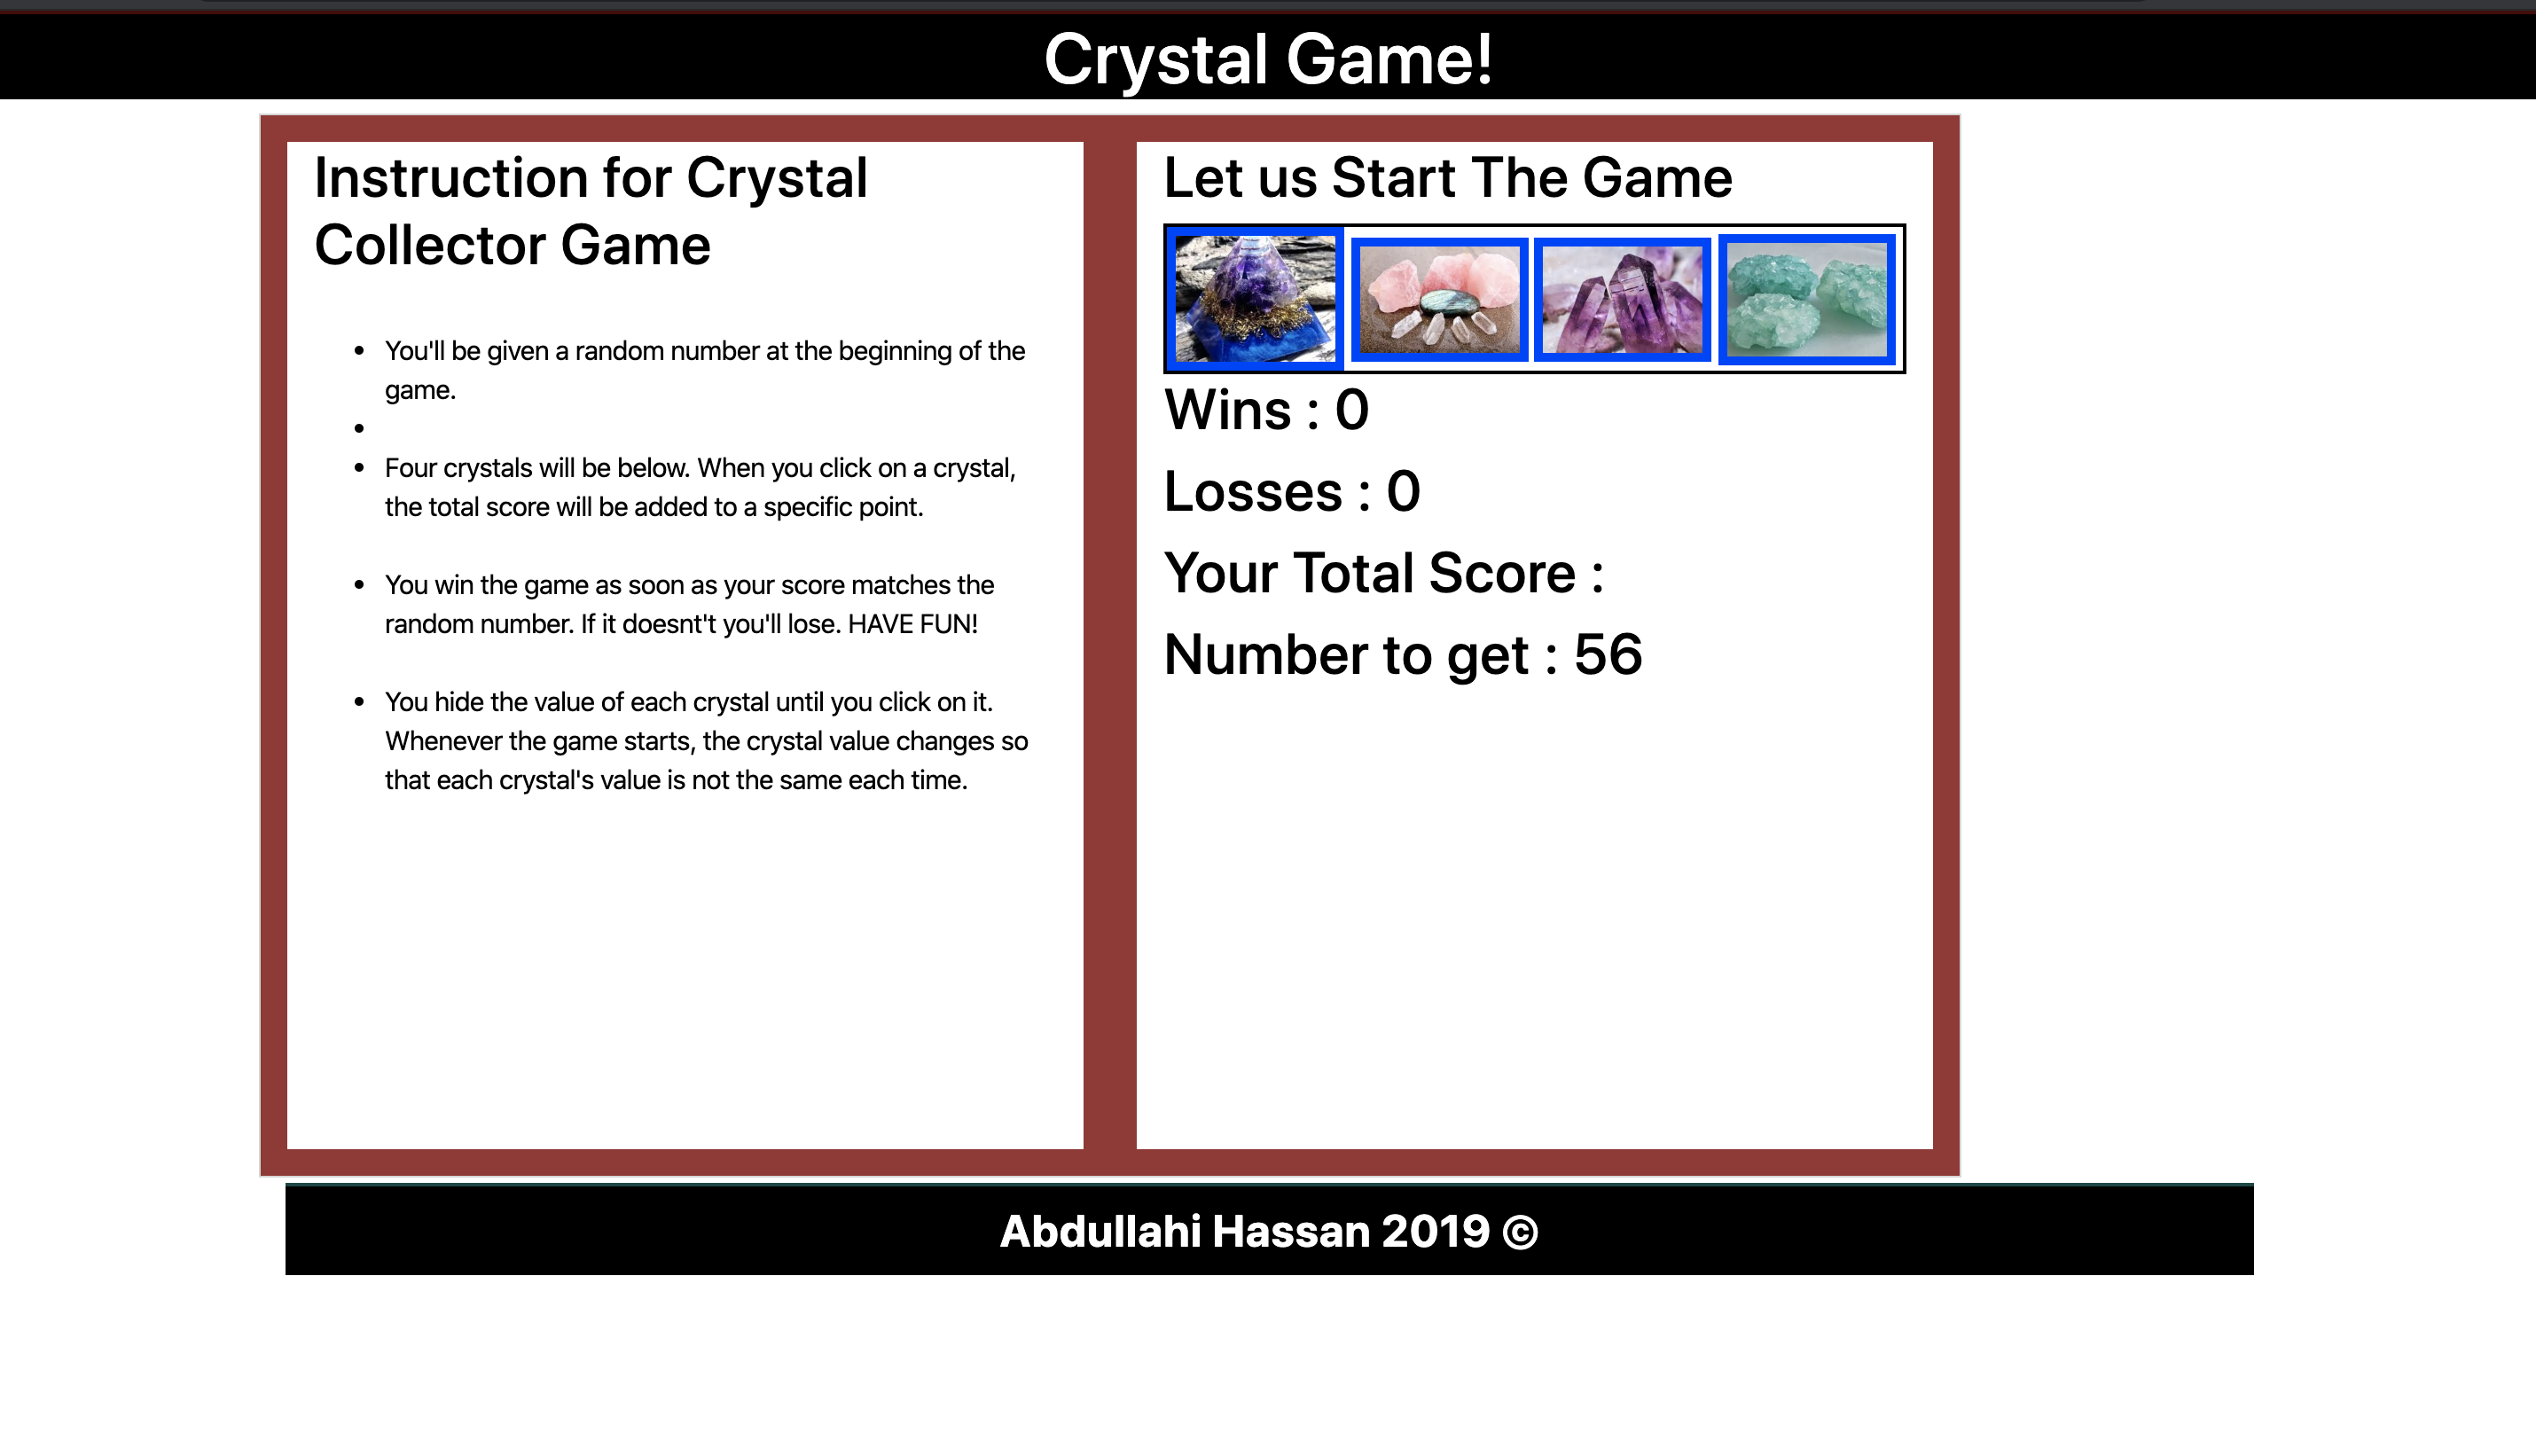 Crystal Game!
Instruction for Crystal
Collector Game
You'll be given a random number at the beginning of the
game.
Four crystals will be below. When you click on a crystal,
the total score will be added to a specific point.
You win the game as soon as your score matches the
random number. If it doesnt't you'll lose. HAVE FUN!
You hide the value of each crystal until you click on it.
Whenever the game starts, the crystal value changes so
that each crystal's value is not the same each time.
Let us Start The Game
Wins : 0
Losses : 0
Your Total Score :
Number to get : 56
Abdullahi Hassan 2019 ©